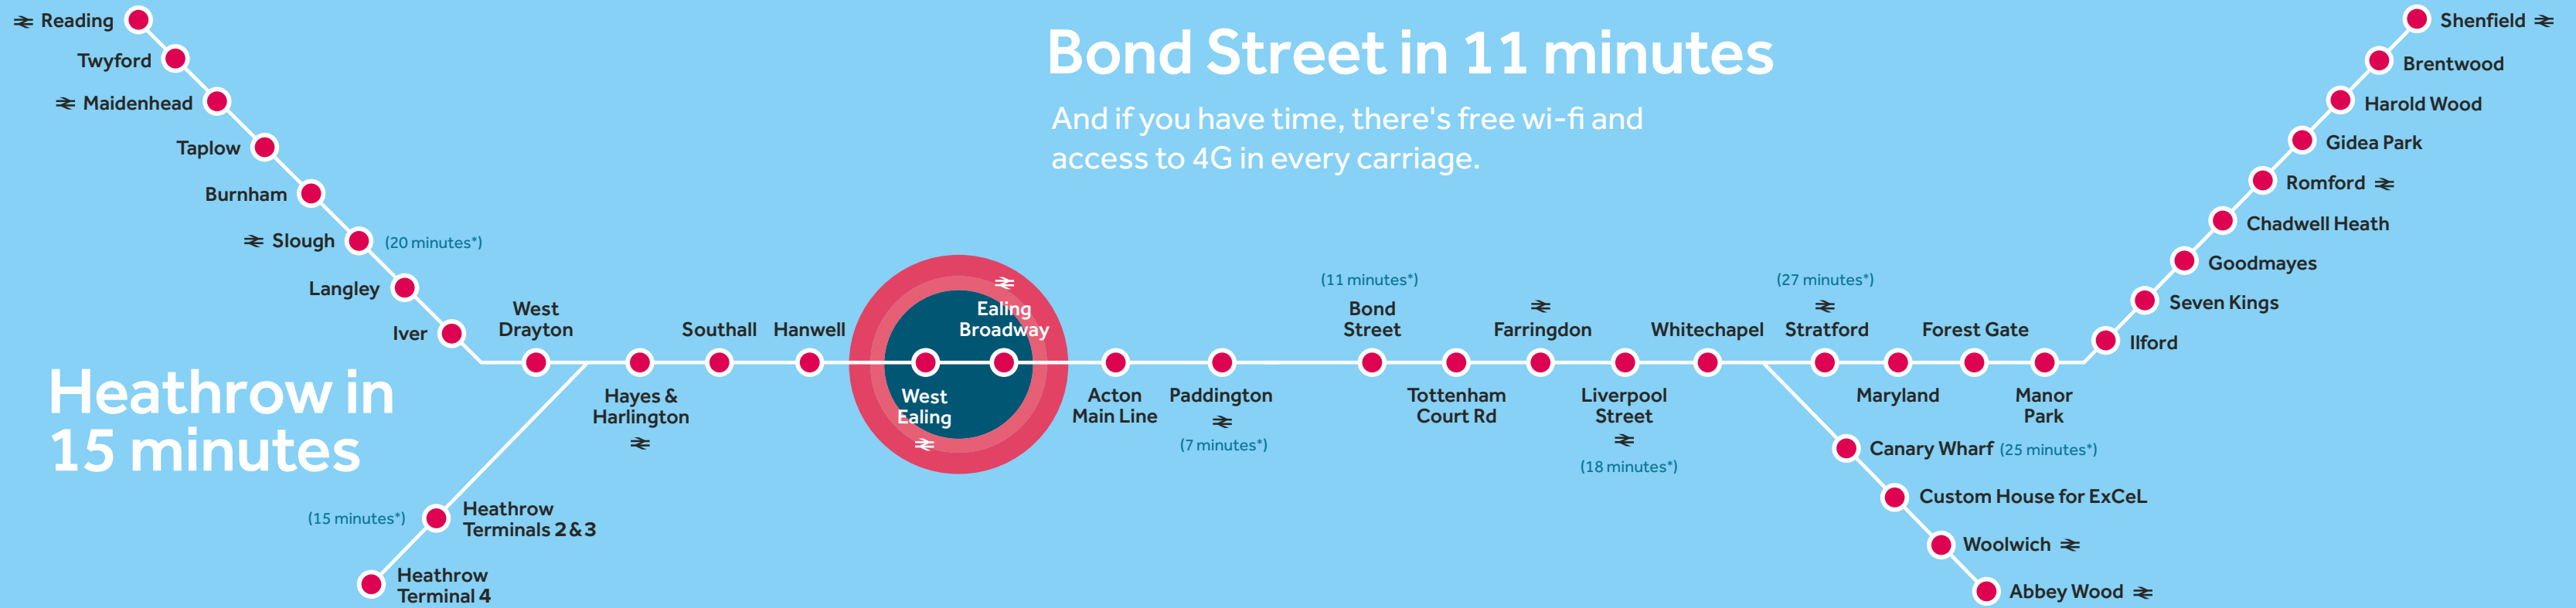 Bond Street in 11 minutes
And if you have time, there's free wi-fi and
access to 4G in every carriage.
Heathrow in
15 minutes
Reading
Twyford
Maidenhead
Taplow
Burnham
Slough (20 minutes*)
Langley
Iver
West
Drayton
(15 minutes*)
Heathrow
Terminals 2&3
Heathrow
Terminal 4
Hayes &
Harlington
Southall
Hanwell
West
Ealing
Ealing
Broadway
Acton
Main Line
Paddington
(7 minutes*)
(11 minutes*)
Bond
Street
Tottenham
Court Rd
Farringdon
Liverpool
Street
(18 minutes*)
Whitechapel
(27 minutes*)
Stratford
Maryland
Forest Gate
Manor
Park
Ilford
Seven Kings
Goodmayes
Chadwell Heath
Romford
Gidea Park
Harold Wood
Brentwood
Shenfield
Canary Wharf (25 minutes*)
Custom House for ExCeL
Woolwich
Abbey Wood